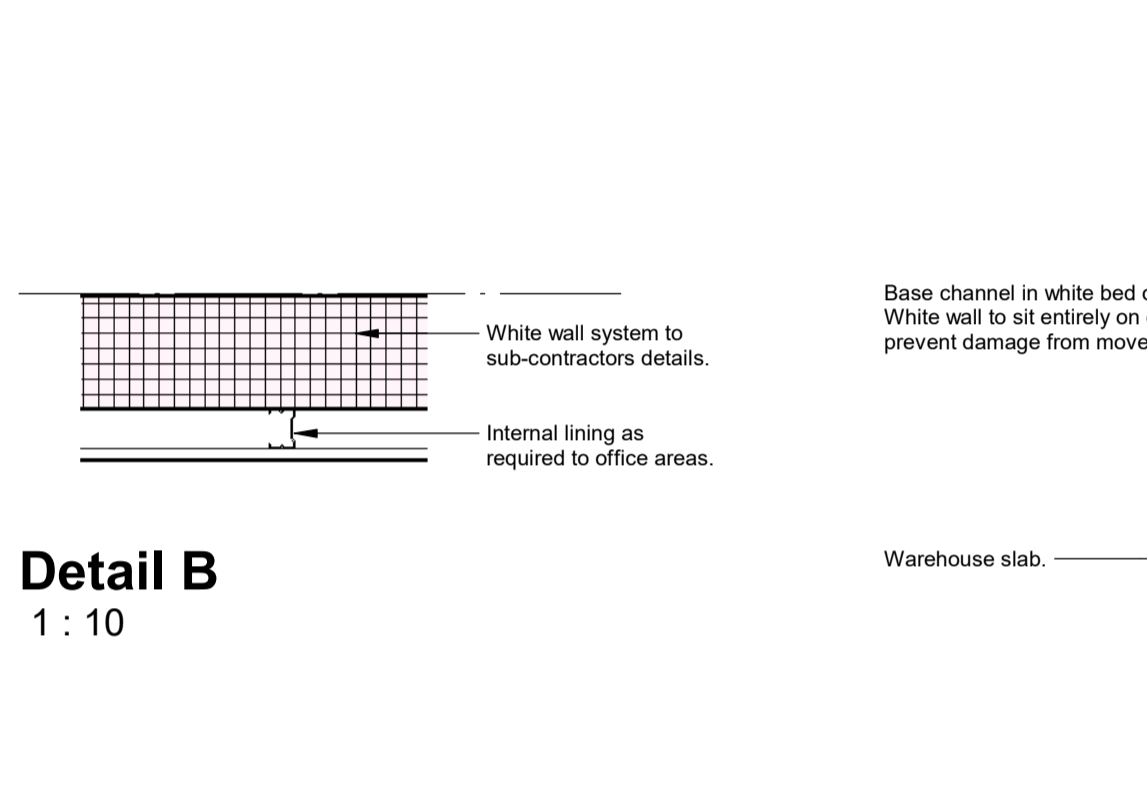 White wall system to
sub-contractors details.
Internal lining as
required to office areas.
Detail B
1 : 10
Base channel in white bed
White wall to sit entirely on
prevent damage from move
Warehouse slab.